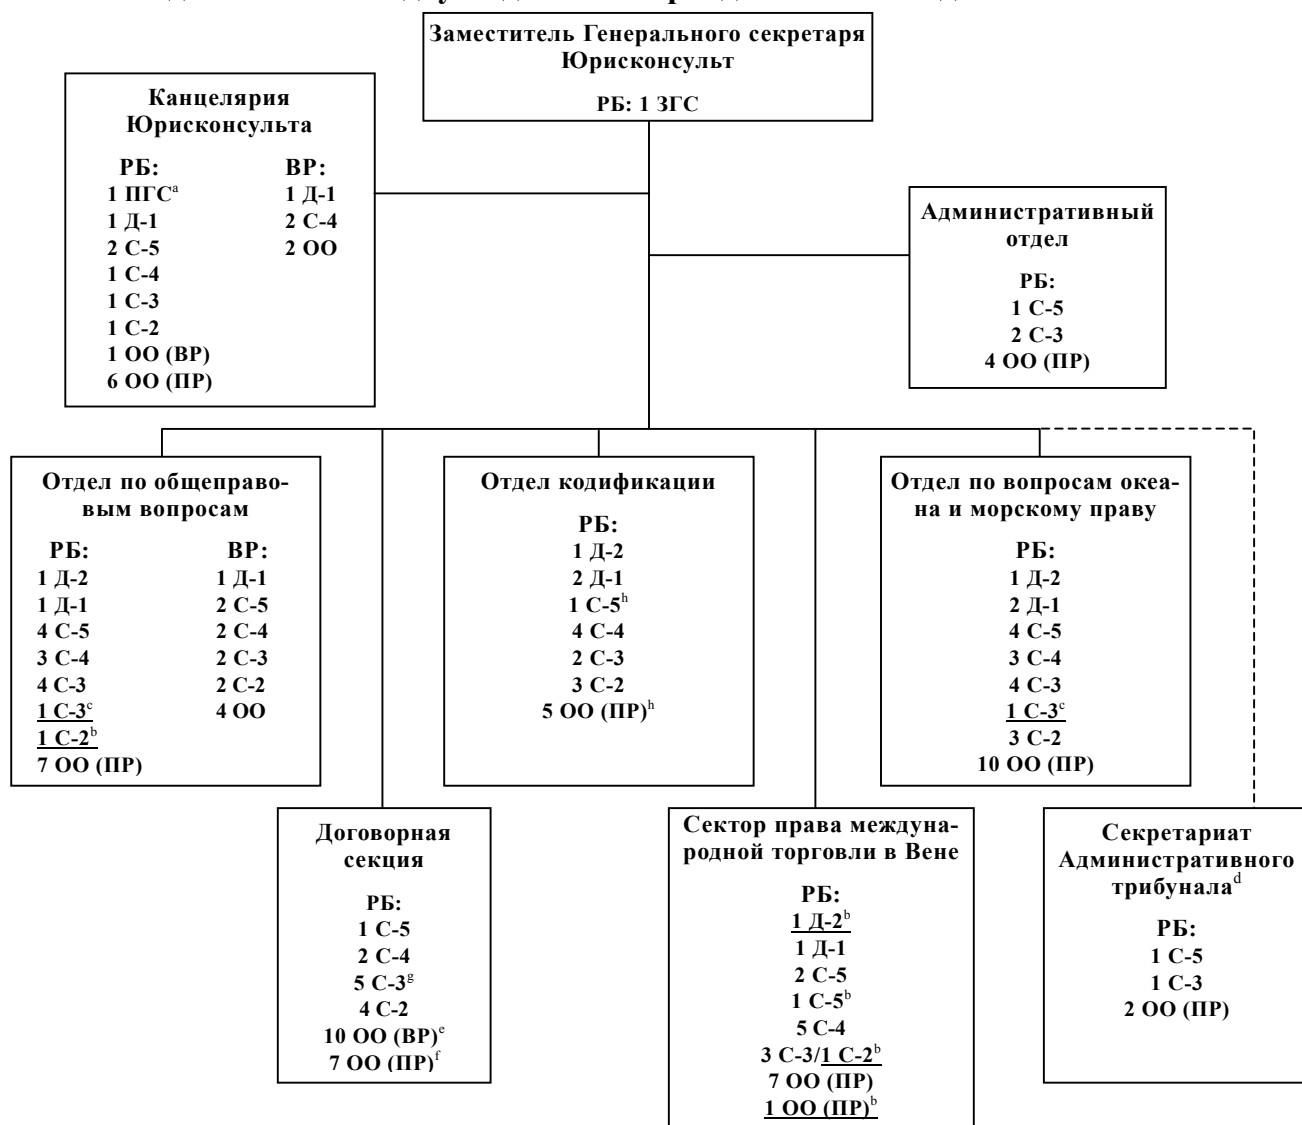 Заместитель Генерального секретаря
Юрисконсульт
РБ: 1 ЗГС
Канцелярия
Юрисконсульта
РБ:
1 ПГСa
1 Д-1
2 С-5
1 С-4
1 С-3
1 С-2
1 ОО (ВР)
6 ОО (ПР)
ВР:
1 Д-1
2 С-4
2 ОО
Административный
отдел
РБ:
1 С-5
2 С-3
4 ОО (ПР)
Отдел по общеправо-
вым вопросам
РБ:
1 Д-2
1 Д-1
4 С-5
3 С-4
4 С-3
1 С-3c
1 С-2b
7 ОО (ПР)
ВР:
1 Д-1
2 С-5
2 С-4
2 С-3
2 С-2
4 ОО
Отдел кодификации
РБ:
1 Д-2
2 Д-1
1 С-5h
4 С-4
2 С-3
3 С-2
5 ОО (ПР)h
Отдел по вопросам океа-
на и морскому праву
РБ:
1 Д-2
2 Д-1
4 С-5
3 С-4
4 С-3
1 С-3c
3 С-2
10 ОО (ПР)
Договорная
секция
РБ:
1 С-5
2 С-4
5 С-3g
4 С-2
10 ОО (ВР)e
7 ОО (ПР)f
Сектор права междуна-
родной торговли в Вене
РБ:
1 Д-2b
1 Д-1
2 С-5
1 С-5b
5 С-4
3 С-3/1 С-2b
7 ОО (ПР)
1 ОО (ПР)b
Секретариат
Административного
трибуналаd
РБ:
1 С-5
1 С-3
2 ОО (ПР)